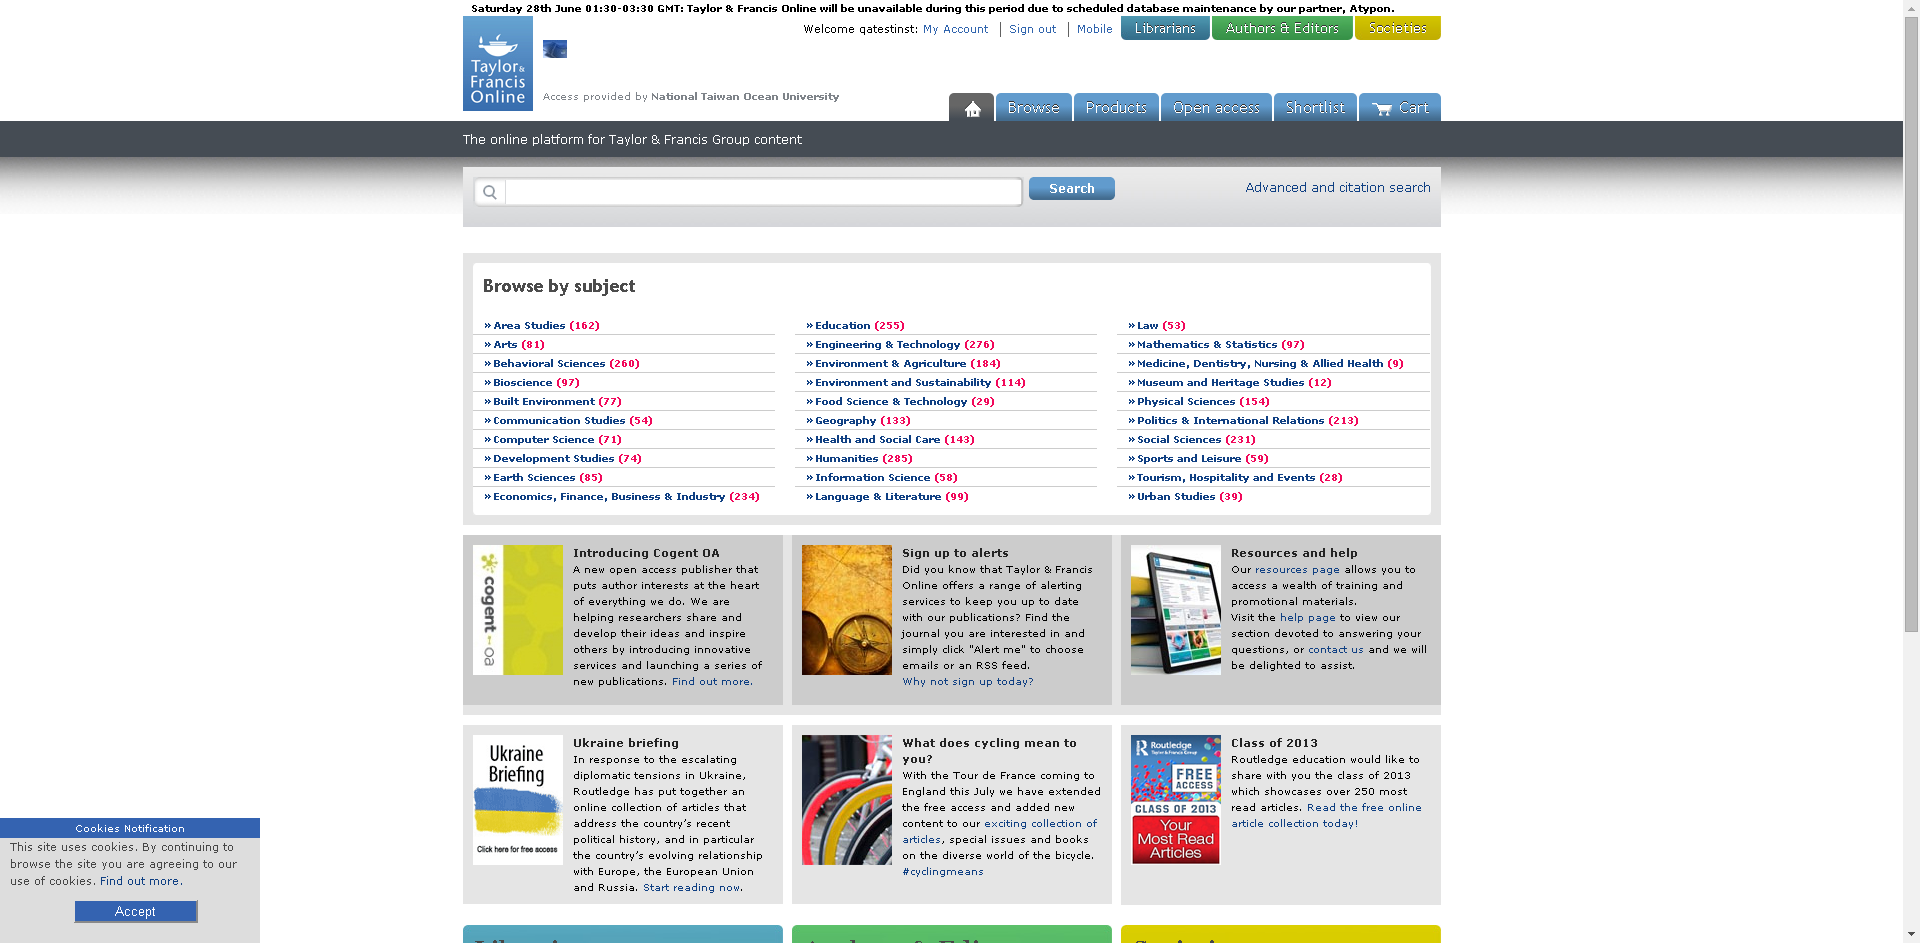 Saturday 28th June 01:30-03:30 GMT: Taylor & Francis Online will be unavailable during this period due to scheduled database maintenance by our partner, Atypon.
Welcome qatestinst: My Account | Sign out | Mobile
Librarians
Authors & Editors
Societies
Taylor &
Francis
Online
Access provided by National Taiwan Ocean University
Browse
Products
Open access
Shortlist
Cart
The online platform for Taylor & Francis Group content
Search
Advanced and citation search
Browse by subject
» Area Studies (162)
» Arts (81)
» Behavioral Sciences (260)
» Bioscience (97)
» Built Environment (77)
» Communication Studies (54)
» Computer Science (71)
» Development Studies (74)
» Earth Sciences (85)
» Economics, Finance, Business & Industry (234)
» Education (255)
» Engineering & Technology (276)
» Environment & Agriculture (184)
» Environment and Sustainability (114)
» Food Science & Technology (29)
» Geography (133)
» Health and Social Care (143)
» Humanities (285)
» Information Science (58)
» Language & Literature (99)
» Law (53)
» Mathematics & Statistics (97)
» Medicine, Dentistry, Nursing & Allied Health (9)
» Museum and Heritage Studies (12)
» Physical Sciences (154)
» Politics & International Relations (213)
» Social Sciences (231)
» Sports and Leisure (59)
» Tourism, Hospitality and Events (28)
» Urban Studies (39)
cogent oa
Introducing Cogent OA
A new open access publisher that
puts author interests at the heart
of everything we do. We are
helping researchers share and
develop their ideas and inspire
others by introducing innovative
services and launching a series of
new publications. Find out more.
Sign up to alerts
Did you know that Taylor & Francis
Online offers a range of alerting
services to keep you up to date
with our publications? Find the
journal you are interested in and
simply click "Alert me" to choose
emails or an RSS feed.
Why not sign up today?
Resources and help
Our resources page allows you to
access a wealth of training and
promotional materials.
Visit the help page to view our
section devoted to answering your
questions, or contact us and we will
be delighted to assist.
Ukraine
Briefing
Click here for free access
Ukraine briefing
In response to the escalating
diplomatic tensions in Ukraine,
Routledge has put together an
online collection of articles that
address the country's recent
political history, and in particular
the country's evolving relationship
with Europe, the European Union
and Russia. Start reading now.
What does cycling mean to
you?
With the Tour de France coming to
England this July we have extended
the free access and added new
content to our exciting collection of
articles, special issues and books
on the diverse world of the bicycle.
#cyclingmeans
Routledge
Taylor & Francis Group
FREE
ACCESS
CLASS OF 2013
Your
Most Read
Articles
Class of 2013
Routledge education would like to
share with you the class of 2013
which showcases over 250 most
read articles. Read the free online
article collection today!
Cookies Notification
This site uses cookies. By continuing to
browse the site you are agreeing to our
use of cookies. Find out more.
Accept